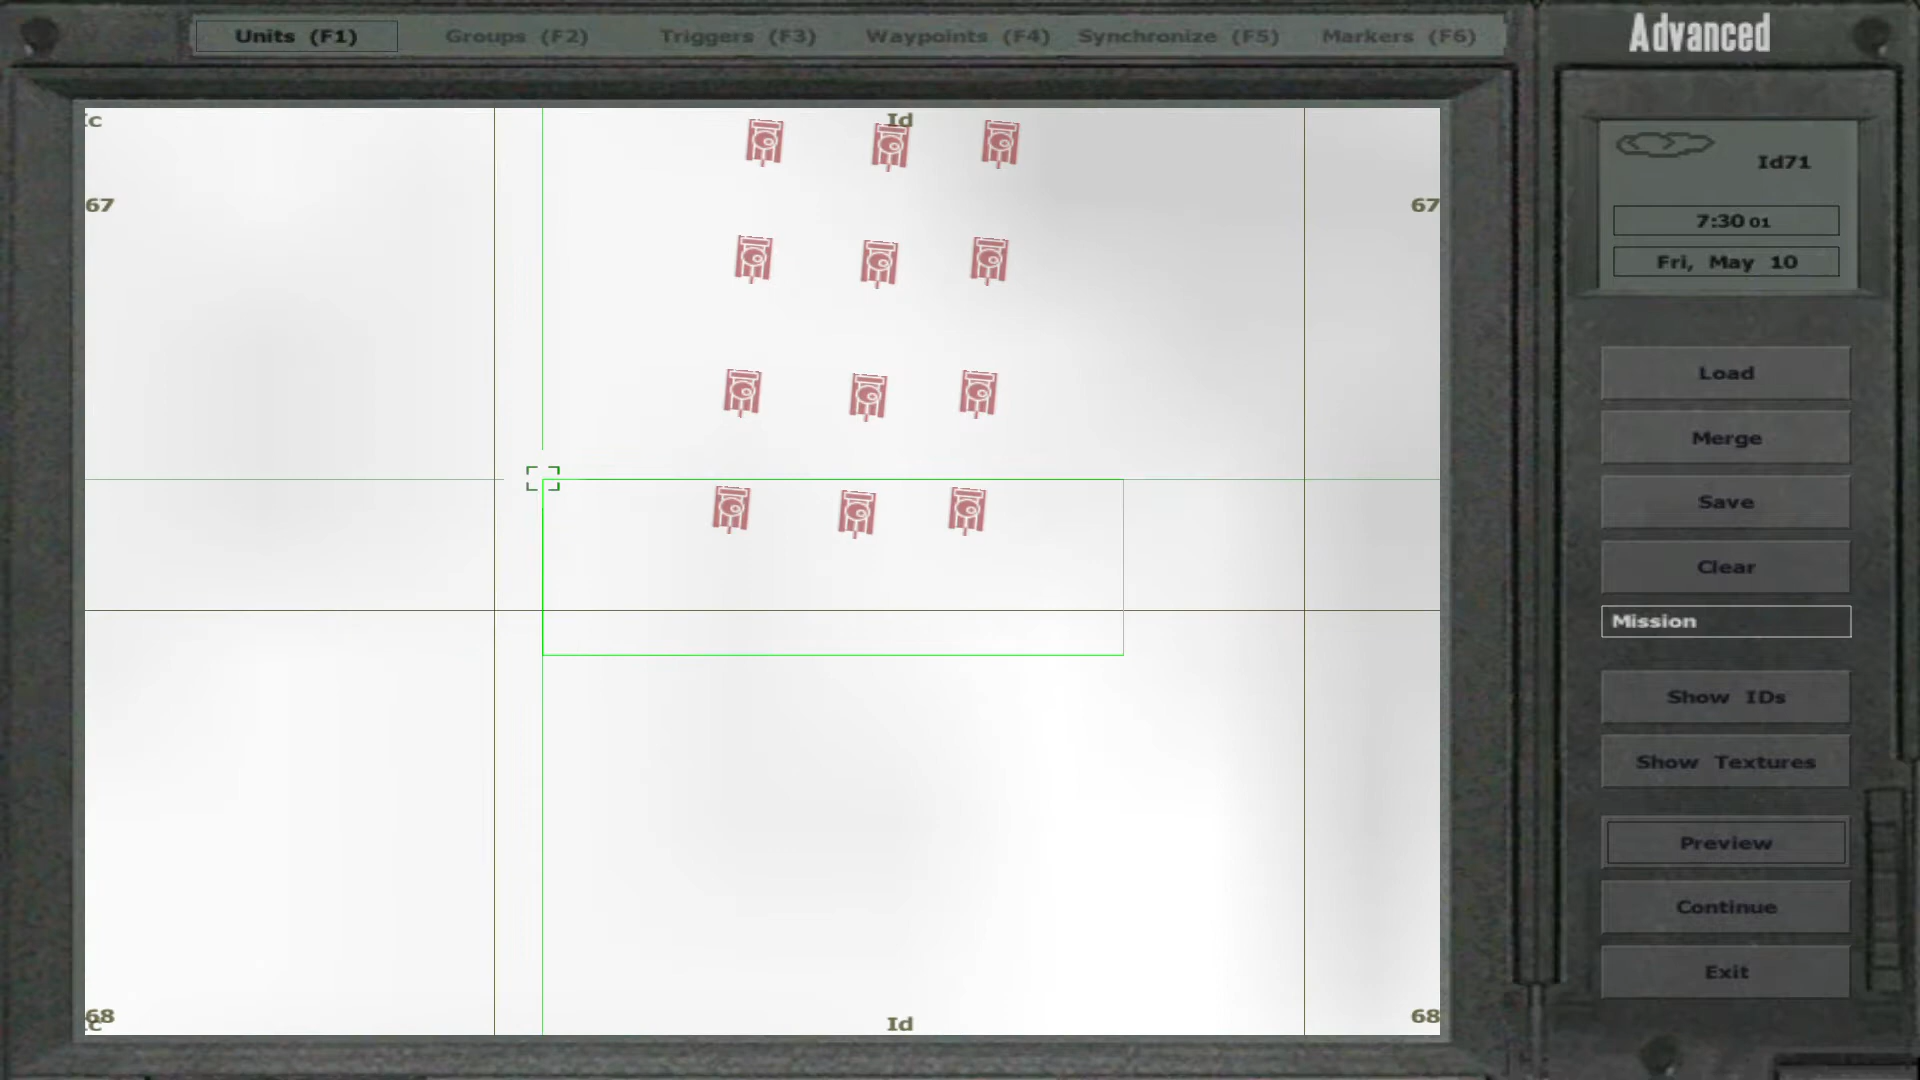 Units (F1) Groups (F2) Triggers (F3) Waypoints (F4) Synchronize (F5) Markers (F6)
Advanced
Id
67 67
Id71
7:30 01
Fri, May 10
Load
Merge
Save
Clear
Mission
Show IDs
Show Textures
Preview
Continue
Exit
68 Id 68